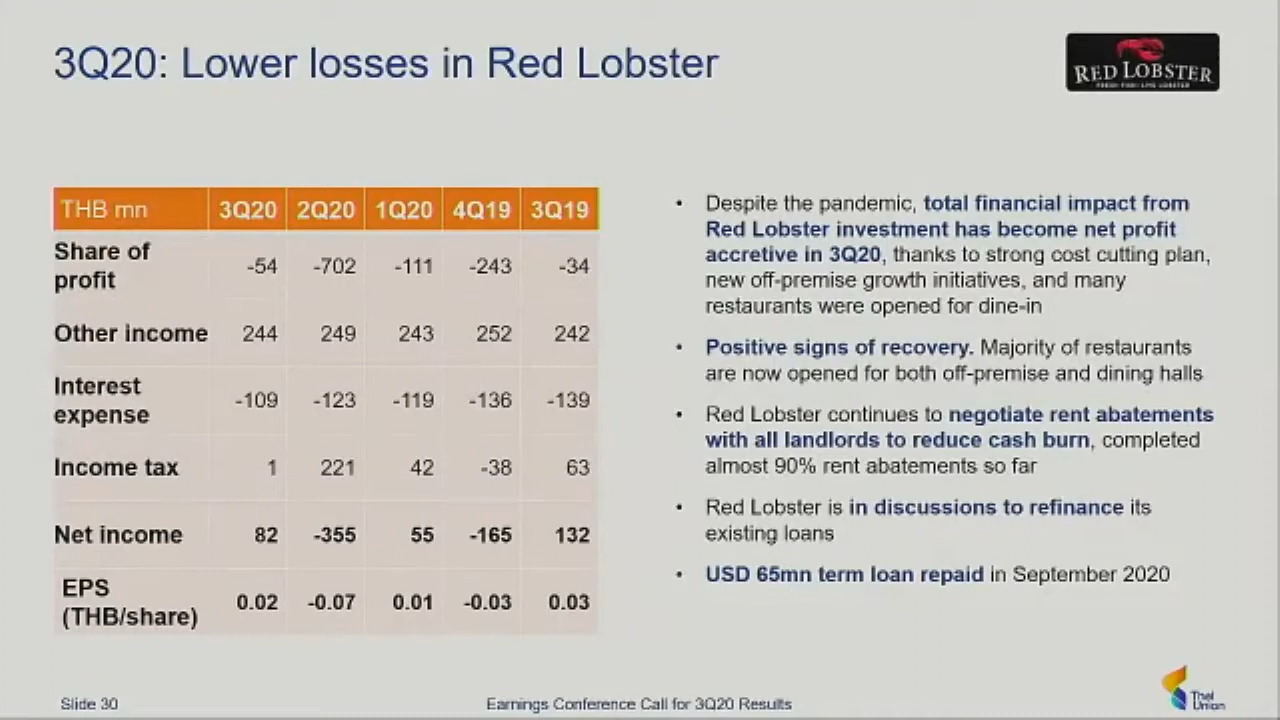 3Q20: Lower losses in Red Lobster
RED LOBSTER
THB mn 3Q20 2Q20 1Q20 4Q19 3Q19
Share of
profit -54 -702 -111 -243 -34
Other income 244 249 243 252 242
Interest
expense -109 -123 -119 -136 -139
Income tax 1 221 42 -38 63
Net income 82 -355 55 -165 132
EPS
(THB/share) 0.02 -0.07 0.01 -0.03 0.03
• Despite the pandemic, total financial impact from
Red Lobster investment has become net profit
accretive in 3Q20, thanks to strong cost cutting plan,
new off-premise growth initiatives, and many
restaurants were opened for dine-in
• Positive signs of recovery. Majority of restaurants
are now opened for both off-premise and dining halls
• Red Lobster continues to negotiate rent abatements
with all landlords to reduce cash burn, completed
almost 90% rent abatements so far
• Red Lobster is in discussions to refinance its
existing loans
• USD 65mn term loan repaid in September 2020
Slide 30
Earnings Conference Call for 3Q20 Results
Thai
Union